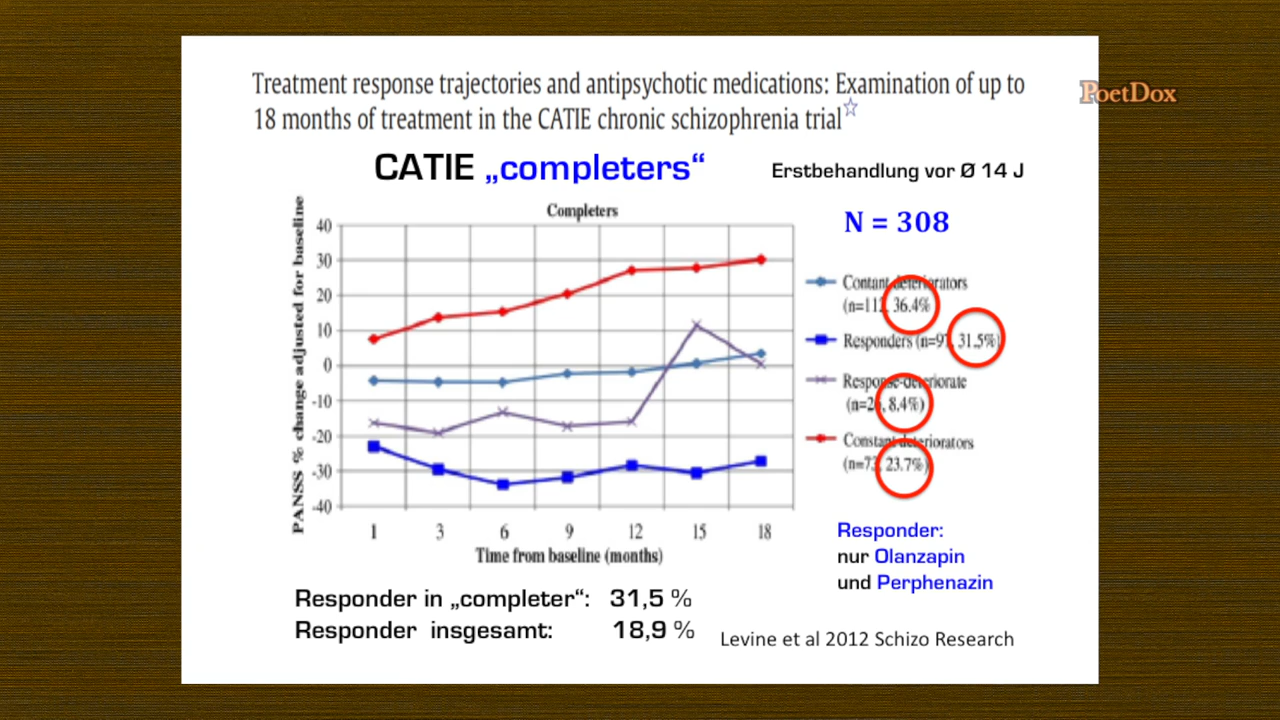 Treatment response trajectories and antipsychotic medications: Examination of up to
18 months of treatment in the CATIE chronic schizophrenia trial☆
PoetDox
CATIE „completers“
Erstbehandlung vor Ø 14 J
Completers
N = 308
PANSS % change adjusted for baseline
40
30
20
10
0
-10
-20
-30
-40
1 3 6 9 12 15 18
Time from baseline (months)
Contant deteriorators
(n=112, 36.4%
Responders (n=97, 31.5%)
Response-deteriorate
(n=26, 8.4%)
Constant deteriorators
(n=73, 23.7%)
Responder:
nur Olanzapin
und Perphenazin
Responder in „completer“: 31,5 %
Responder insgesamt: 18,9 %
Levine et al 2012 Schizo Research